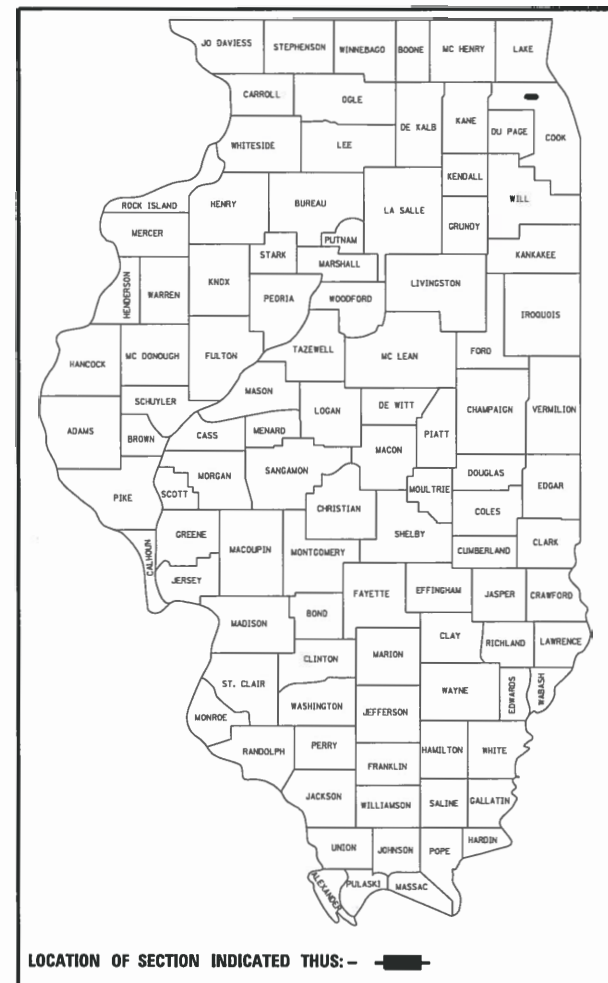 JO DAVIESS STEPHENSON WINNEBAGO BOONE MC HENRY LAKE
CARROLL OGLE DE KALB KANE DU PAGE COOK
WHITESIDE LEE
KENDALL
ROCK ISLAND HENRY BUREAU LA SALLE WILL
MERCER PUTNAM GRUNDY
STARK MARSHALL KANKAKEE
HENDERSON WARREN KNOX PEORIA WOODFORD LIVINGSTON IROQUOIS
HANCOCK MC DONOUGH FULTON TAZEWELL MC LEAN FORD
MASON
SCHUYLER LOGAN DE WITT CHAMPAIGN VERMILION
ADAMS BROWN CASS MENARD MACON PIATT
MORGAN SANGAMON DOUGLAS EDGAR
PIKE SCOTT CHRISTIAN MOULTRIE COLES
GREENE MACOUPIN MONTGOMERY SHELBY CUMBERLAND CLARK
CALHOUN JERSEY
FAYETTE EFFINGHAM JASPER CRAWFORD
MADISON BOND
CLAY RICHLAND LAWRENCE
CLINTON MARION
ST. CLAIR WAYNE EDWARDS WABASH
WASHINGTON JEFFERSON
MONROE
RANDOLPH PERRY HAMILTON WHITE
FRANKLIN
JACKSON WILLIAMSON SALINE GALLATIN
UNION JOHNSON POPE HARDIN
ALEXANDER PULASKI MASSAC
LOCATION OF SECTION INDICATED THUS: -